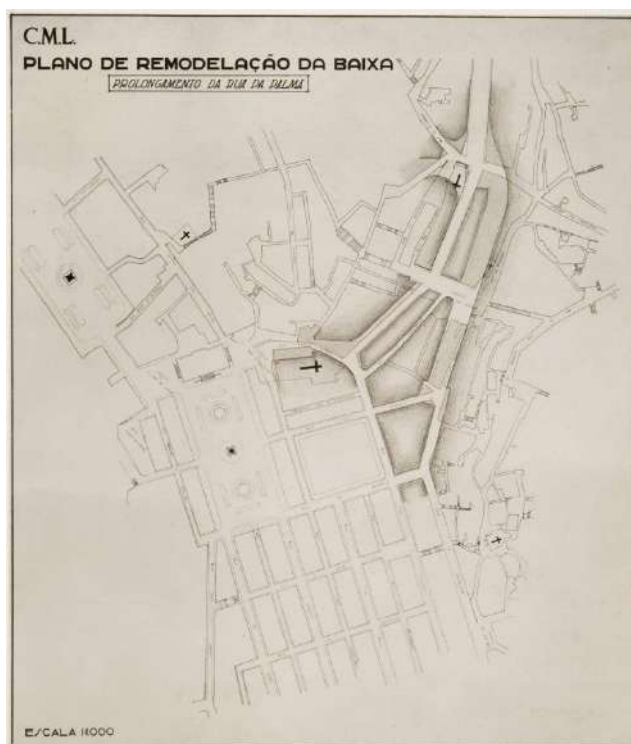 C.M.L.
PLANO DE REMODELAÇÃO DA BAIXA
PROLONGAMENTO DA RUA DA PALMA
ESCALA 1:1000